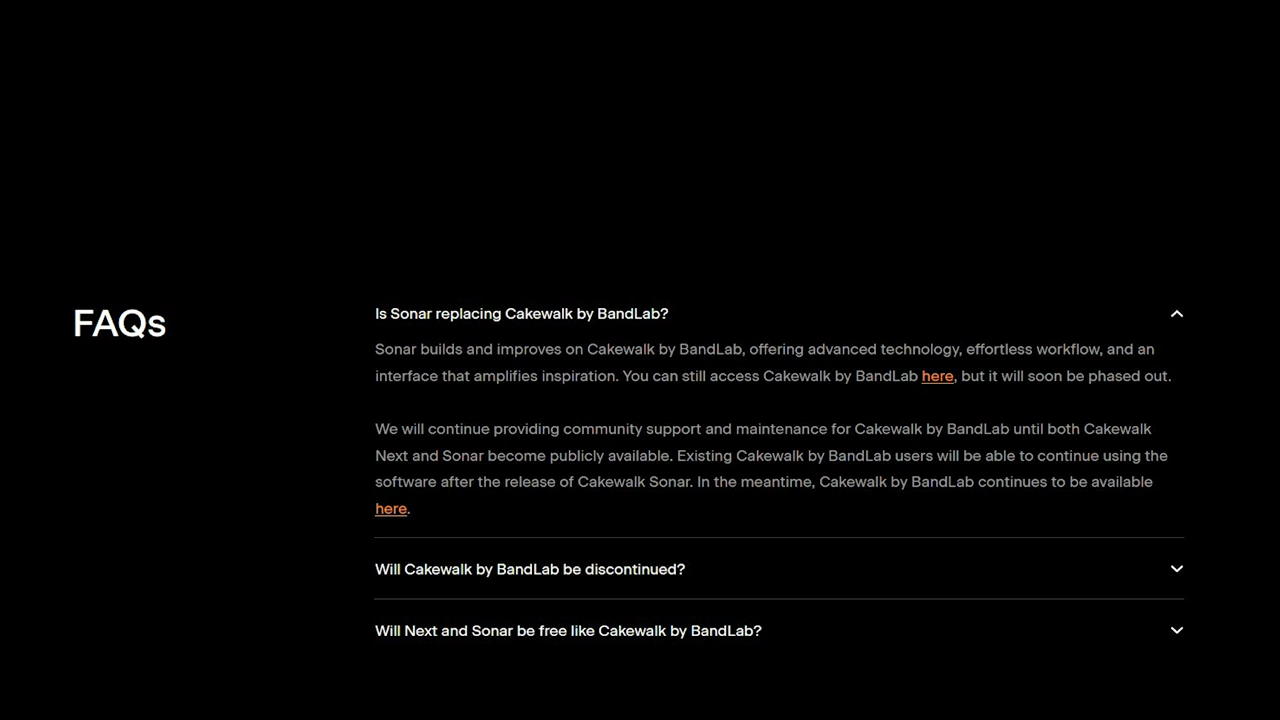 FAQs
Is Sonar replacing Cakewalk by BandLab?
Sonar builds and improves on Cakewalk by BandLab, offering advanced technology, effortless workflow, and an
interface that amplifies inspiration. You can still access Cakewalk by BandLab here, but it will soon be phased out.
We will continue providing community support and maintenance for Cakewalk by BandLab until both Cakewalk
Next and Sonar become publicly available. Existing Cakewalk by BandLab users will be able to continue using the
software after the release of Cakewalk Sonar. In the meantime, Cakewalk by BandLab continues to be available
here.
Will Cakewalk by BandLab be discontinued?
Will Next and Sonar be free like Cakewalk by BandLab?